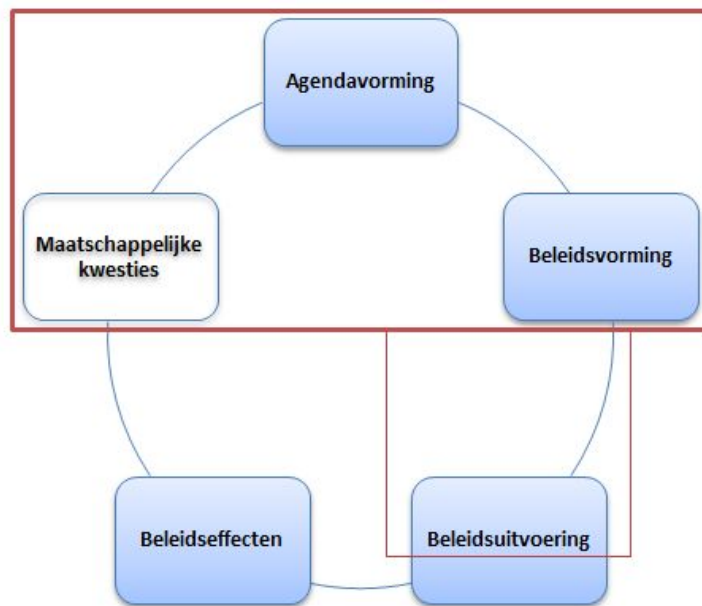 Agendavorming
Maatschappelijke
kwesties
Beleidsvorming
Beleidseffecten
Beleidsuitvoering